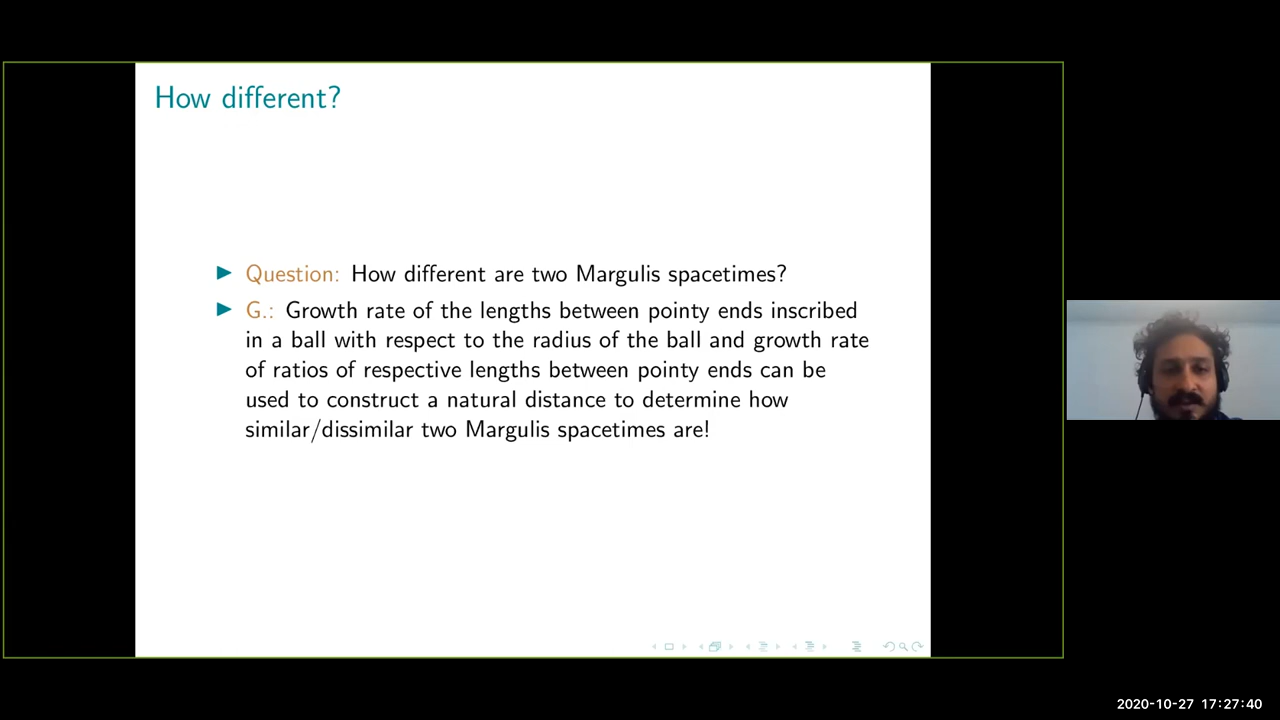 How different?
Question: How different are two Margulis spacetimes?
G.: Growth rate of the lengths between pointy ends inscribed
in a ball with respect to the radius of the ball and growth rate
of ratios of respective lengths between pointy ends can be
used to construct a natural distance to determine how
similar/dissimilar two Margulis spacetimes are!
2020-10-27 17:27:40